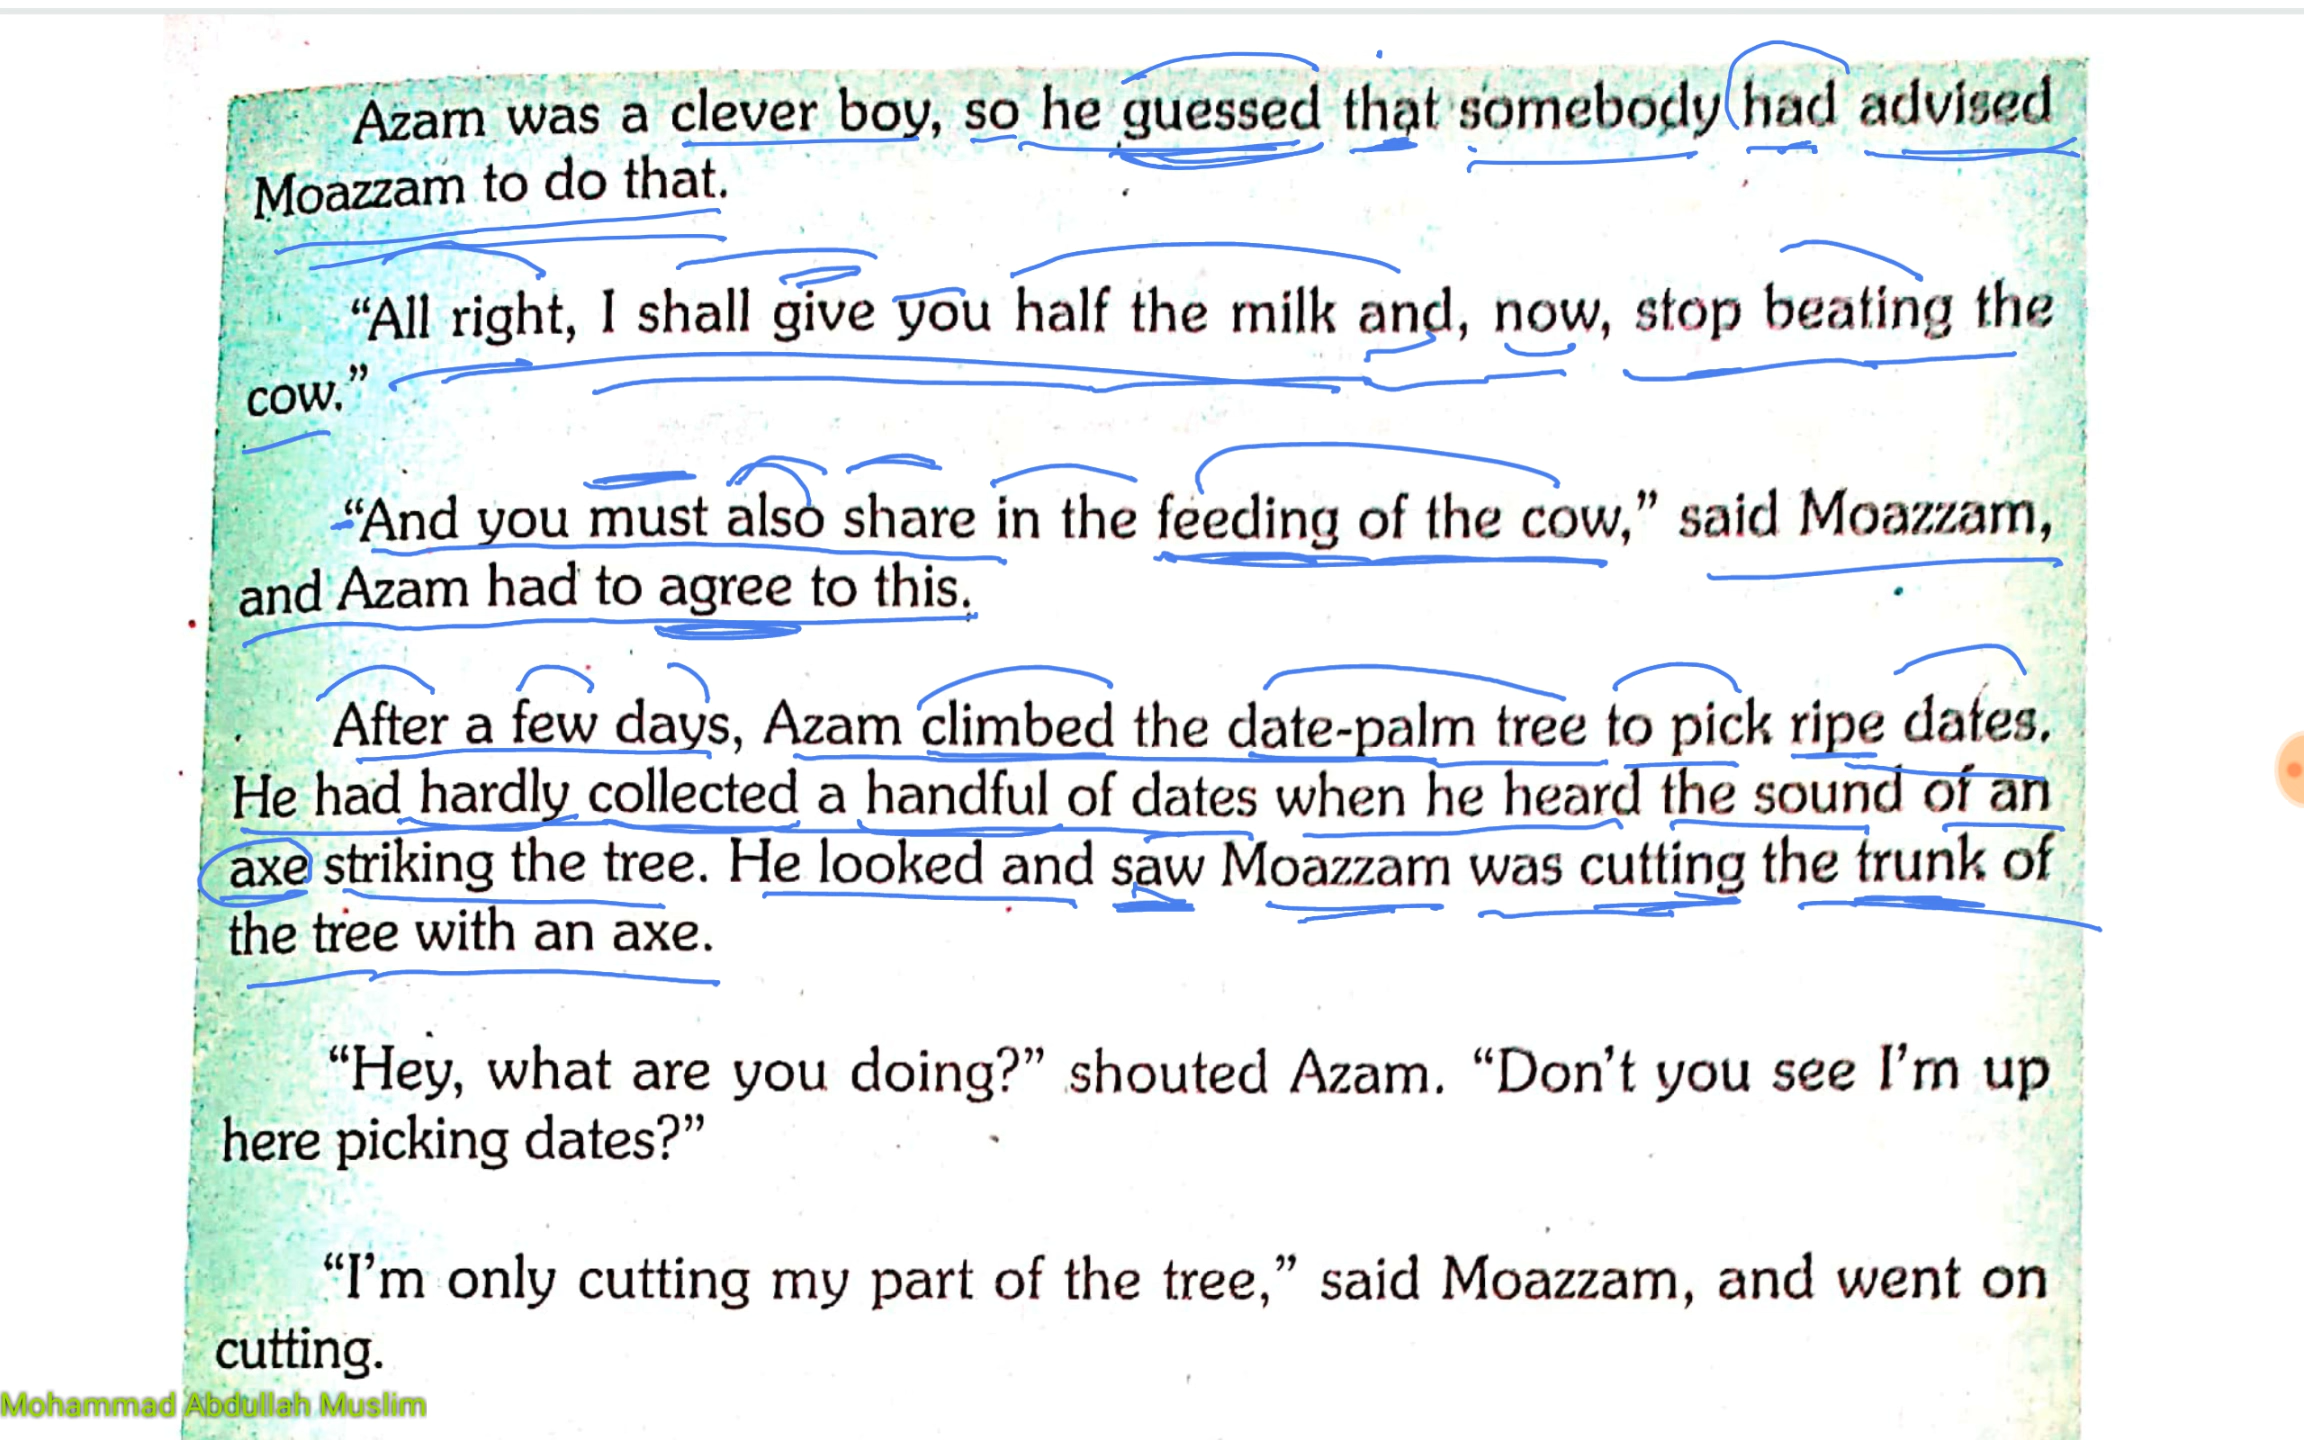 Azam was a clever boy, so he guessed that somebody had advised
Moazzam to do that.
“All right, I shall give you half the milk and, now, stop beating the
cow.”
“And you must also share in the feeding of the cow,” said Moazzam,
and Azam had to agree to this.
After a few days, Azam climbed the date-palm tree to pick ripe dates.
He had hardly collected a handful of dates when he heard the sound of an
axe striking the tree. He looked and saw Moazzam was cutting the trunk of
the tree with an axe.
“Hey, what are you doing?” shouted Azam. “Don’t you see I’m up
here picking dates?”
“I’m only cutting my part of the tree,” said Moazzam, and went on
cutting.
Mohammad Abdullah Muslim